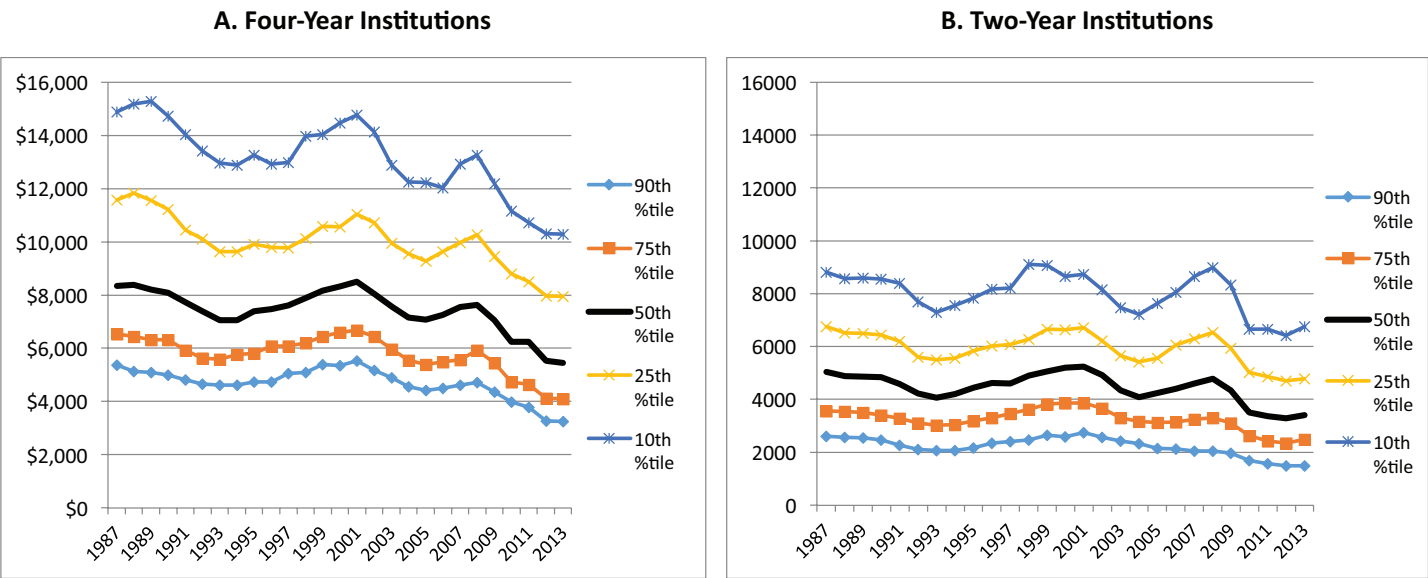 A. Four-Year Institutions
$16,000
$14,000
$12,000
$10,000
$8,000
$6,000
$4,000
$2,000
$0
1987
1989
1991
1993
1995
1997
1999
2001
2003
2005
2007
2009
2011
2013
90th
%tile
75th
%tile
50th
%tile
25th
%tile
10th
%tile
B. Two-Year Institutions
16000
14000
12000
10000
8000
6000
4000
2000
0
1987
1989
1991
1993
1995
1997
1999
2001
2003
2005
2007
2009
2011
2013
90th
%tile
75th
%tile
50th
%tile
25th
%tile
10th
%tile